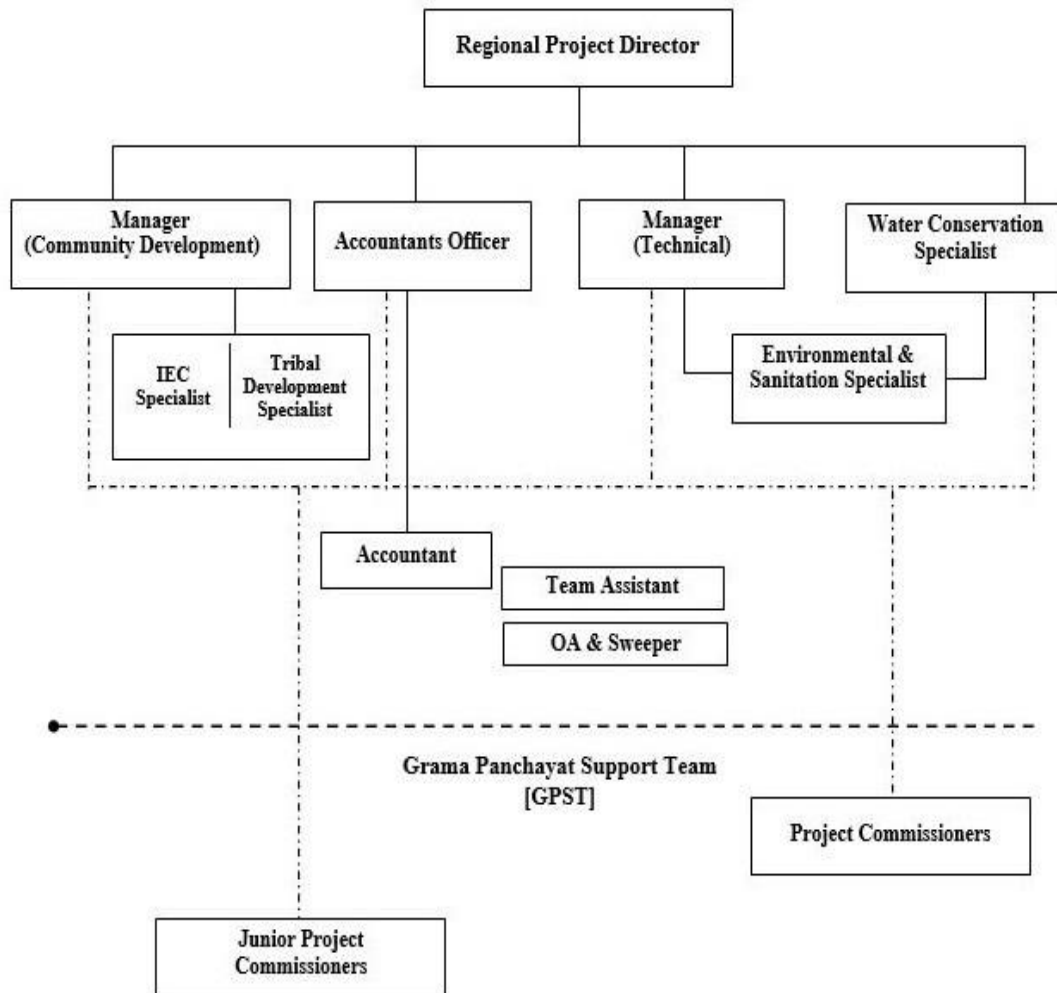 Regional Project Director
Manager
(Community Development)
Accountants Officer
Manager
(Technical)
Water Conservation
Specialist
IEC
Specialist
Tribal
Development
Specialist
Environmental &
Sanitation Specialist
Accountant
Team Assistant
OA & Sweeper
Grama Panchayat Support Team
[GPST]
Project Commissioners
Junior Project
Commissioners